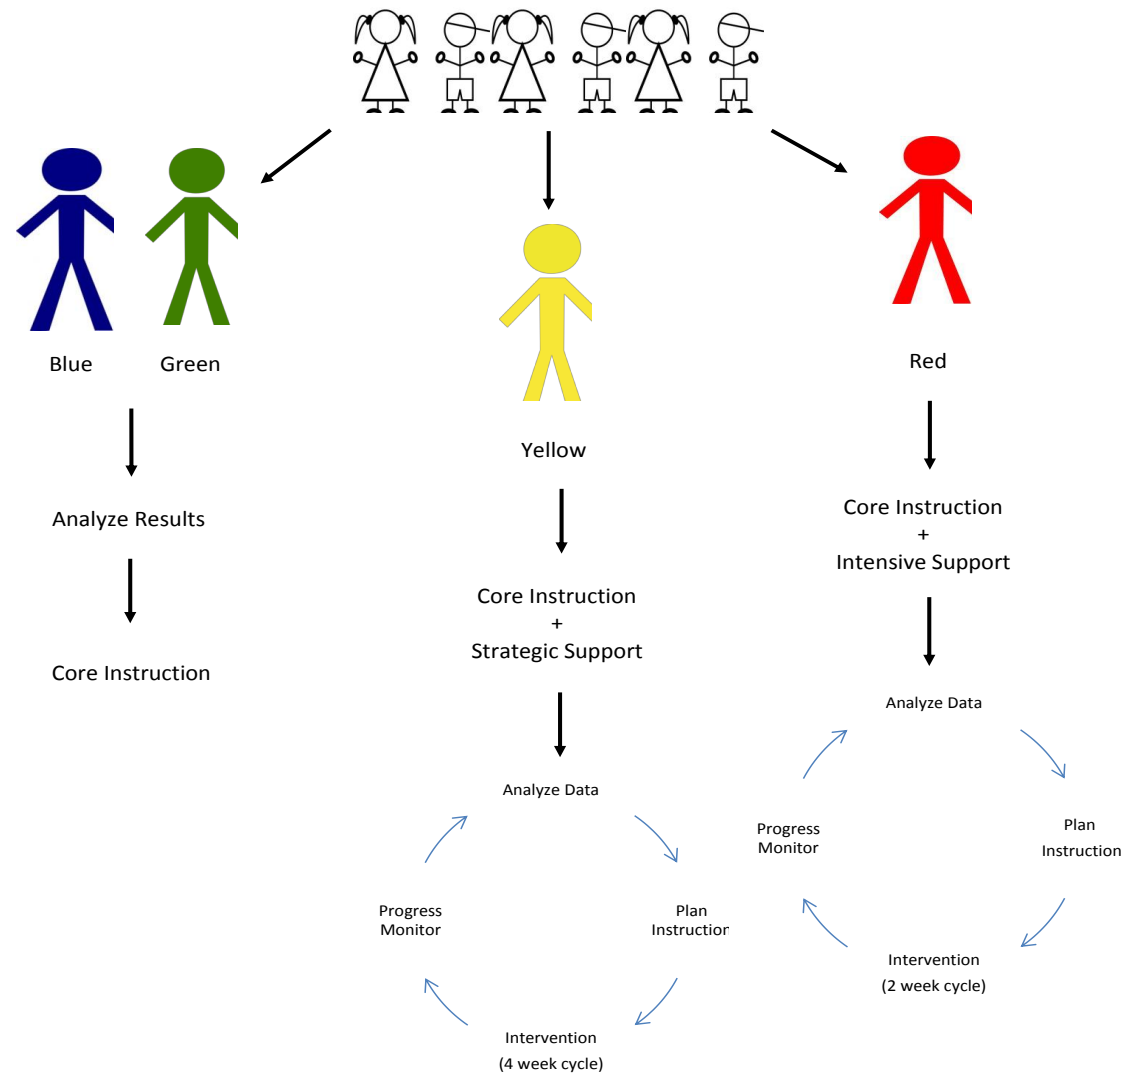 Blue
Green
Analyze Results
Core Instruction
Yellow
Core Instruction
+
Strategic Support
Analyze Data
Plan
Instruction
Intervention
(4 week cycle)
Progress
Monitor
Red
Core Instruction
+
Intensive Support
Analyze Data
Plan
Instruction
Intervention
(2 week cycle)
Progress
Monitor